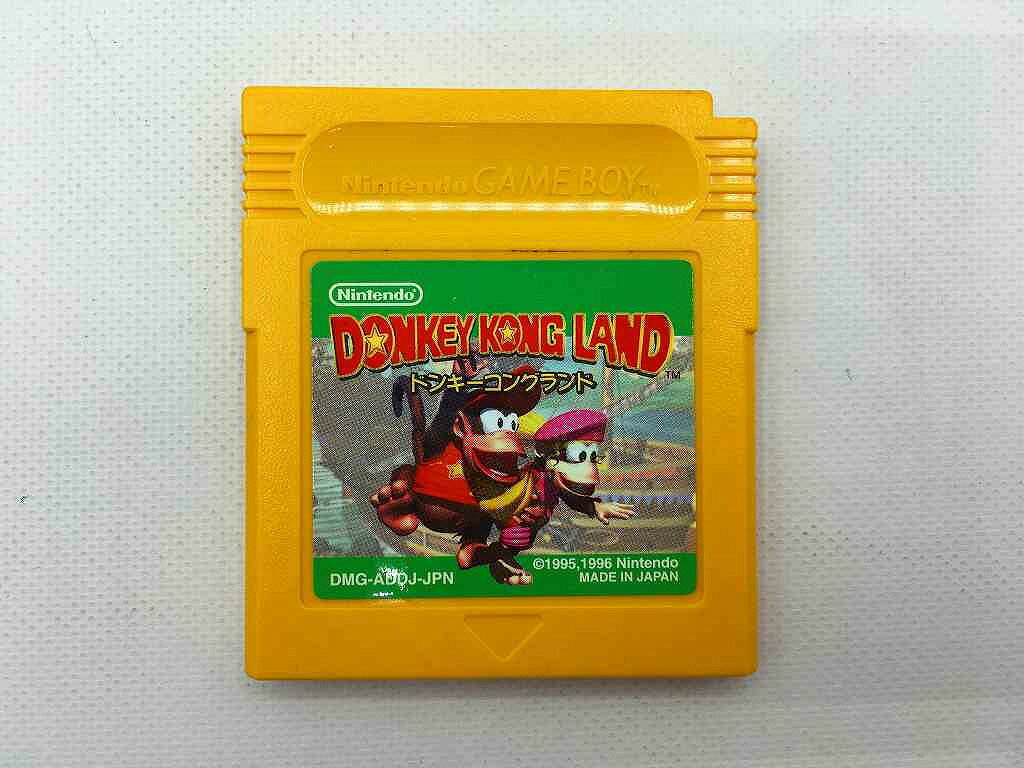 Nintendo GAME BOY TM
Nintendo®
DONKEY KONG LAND TM
ドンキーコングランド
DMG-ADDJ-JPN
©1995,1996 Nintendo
MADE IN JAPAN